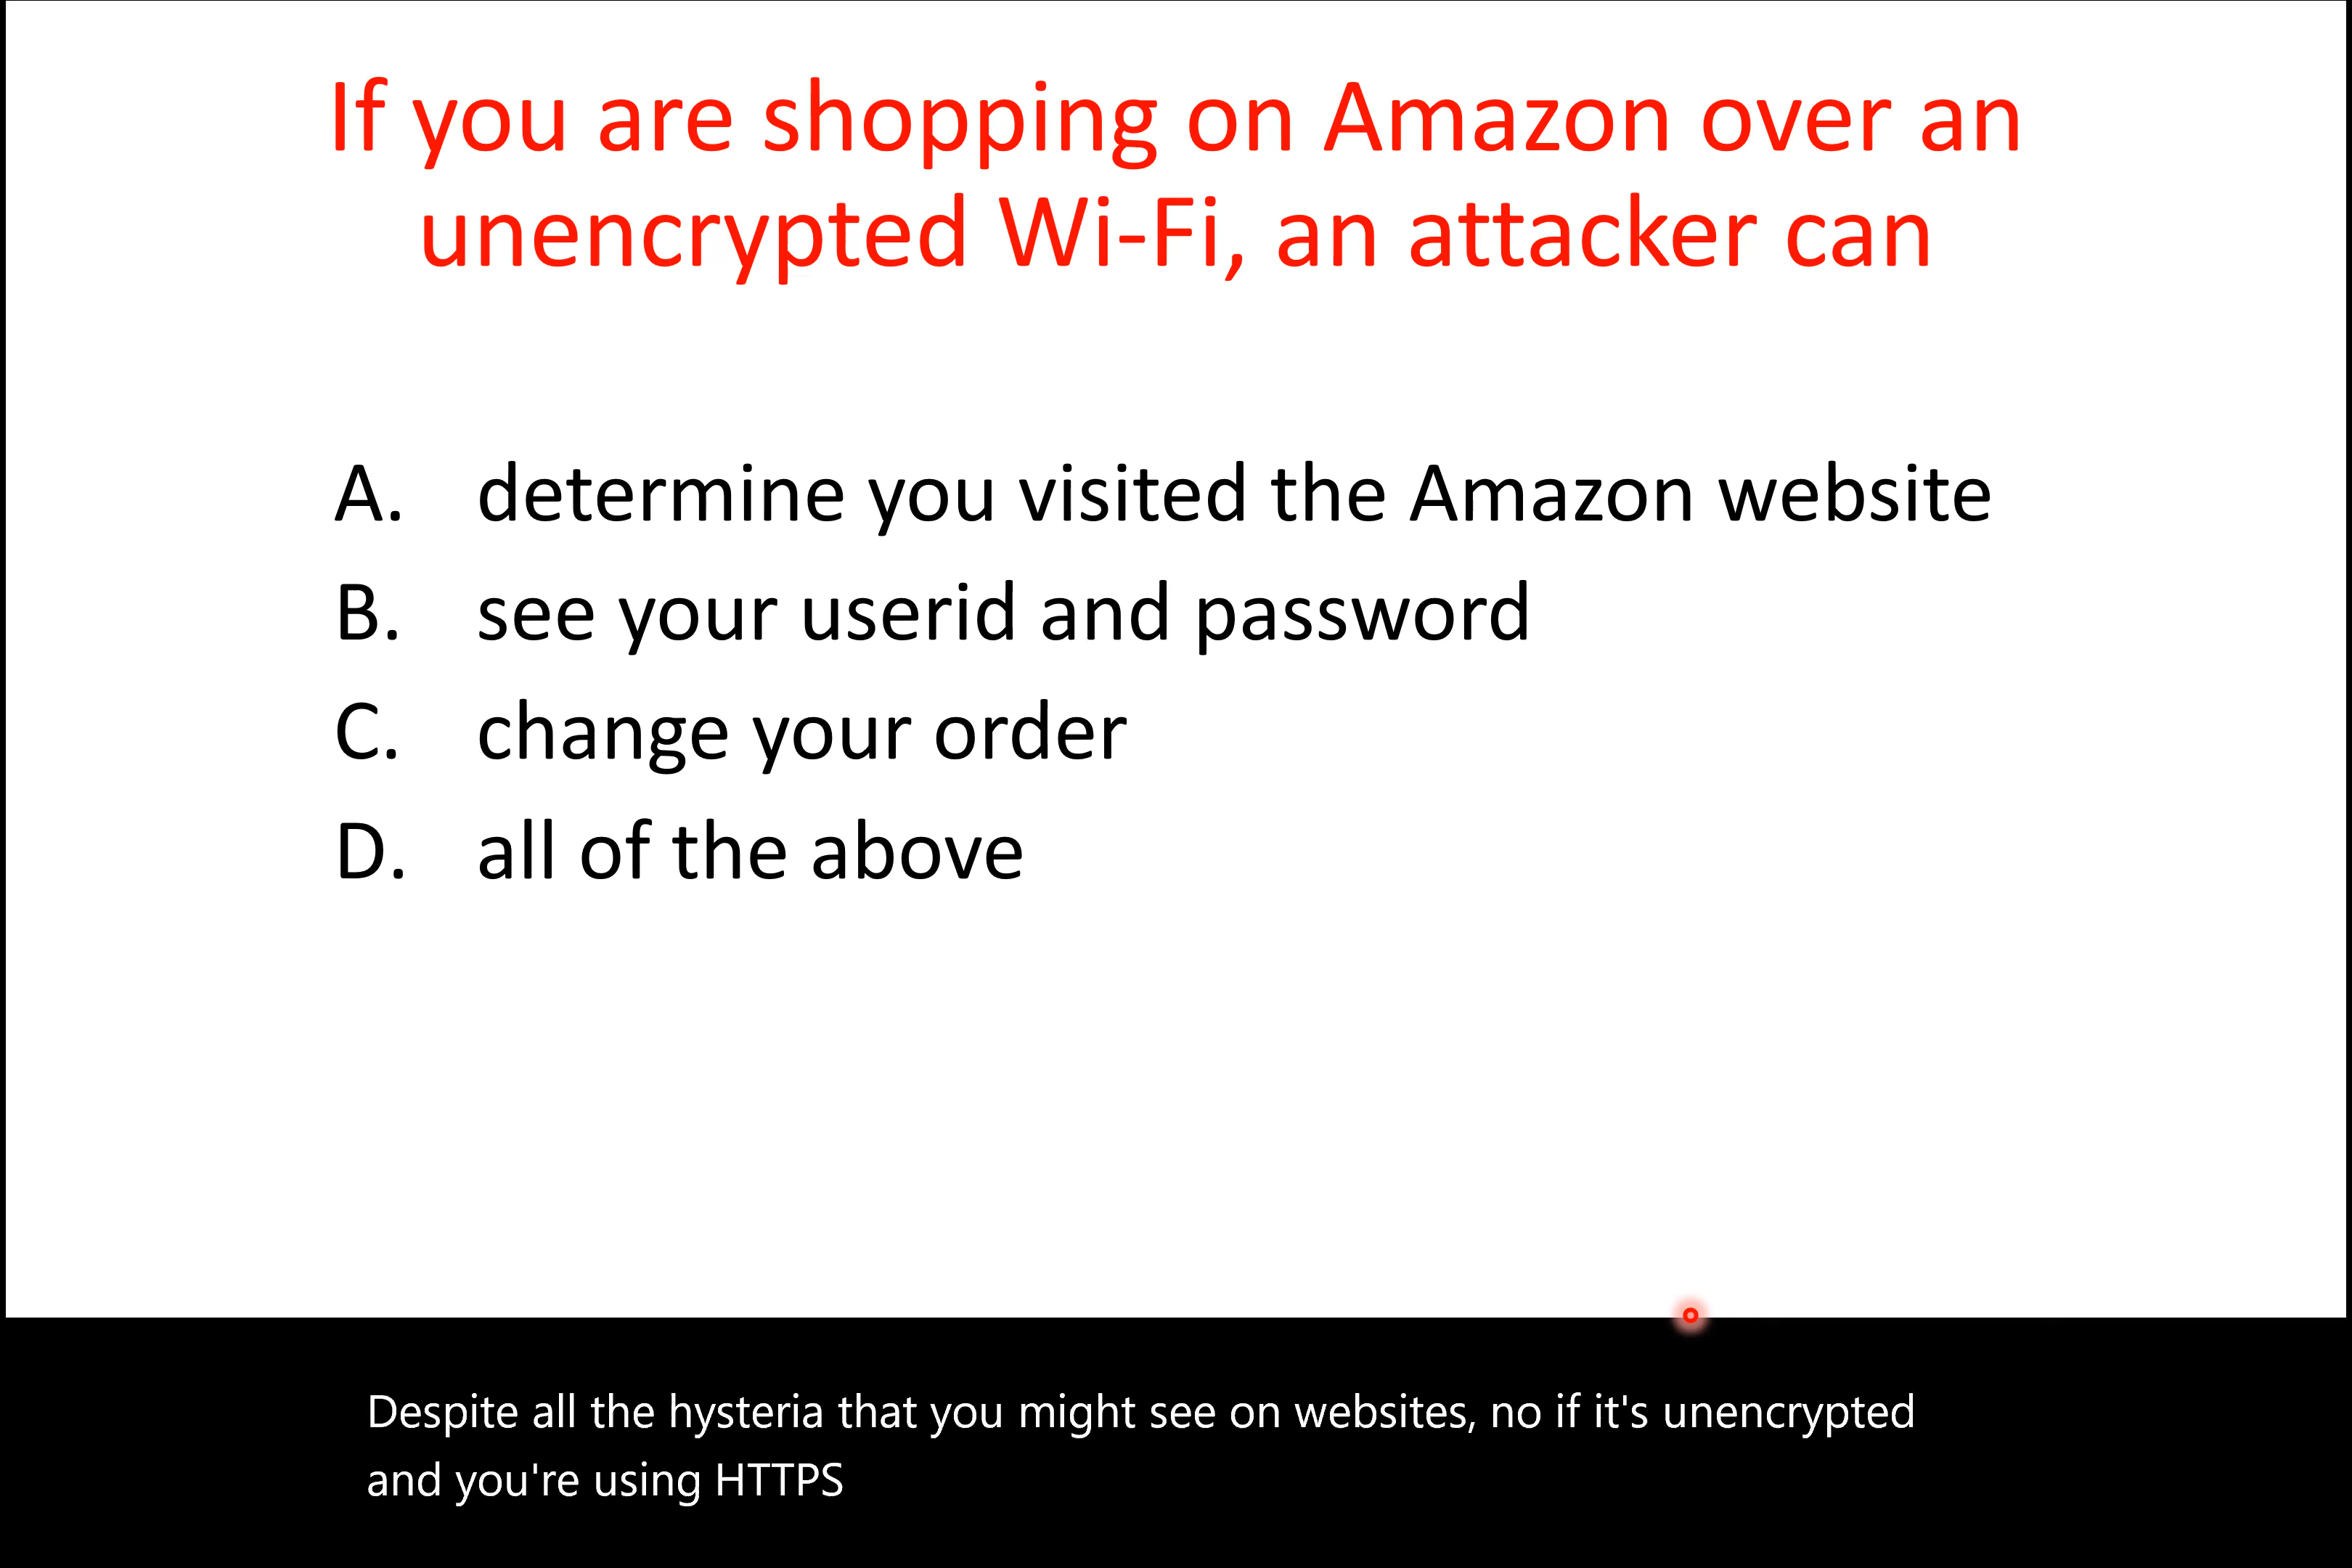 If you are shopping on Amazon over an
unencrypted Wi-Fi, an attacker can
A. determine you visited the Amazon website
B. see your userid and password
C. change your order
D. all of the above
Despite all the hysteria that you might see on websites, no if it's unencrypted
and you're using HTTPS